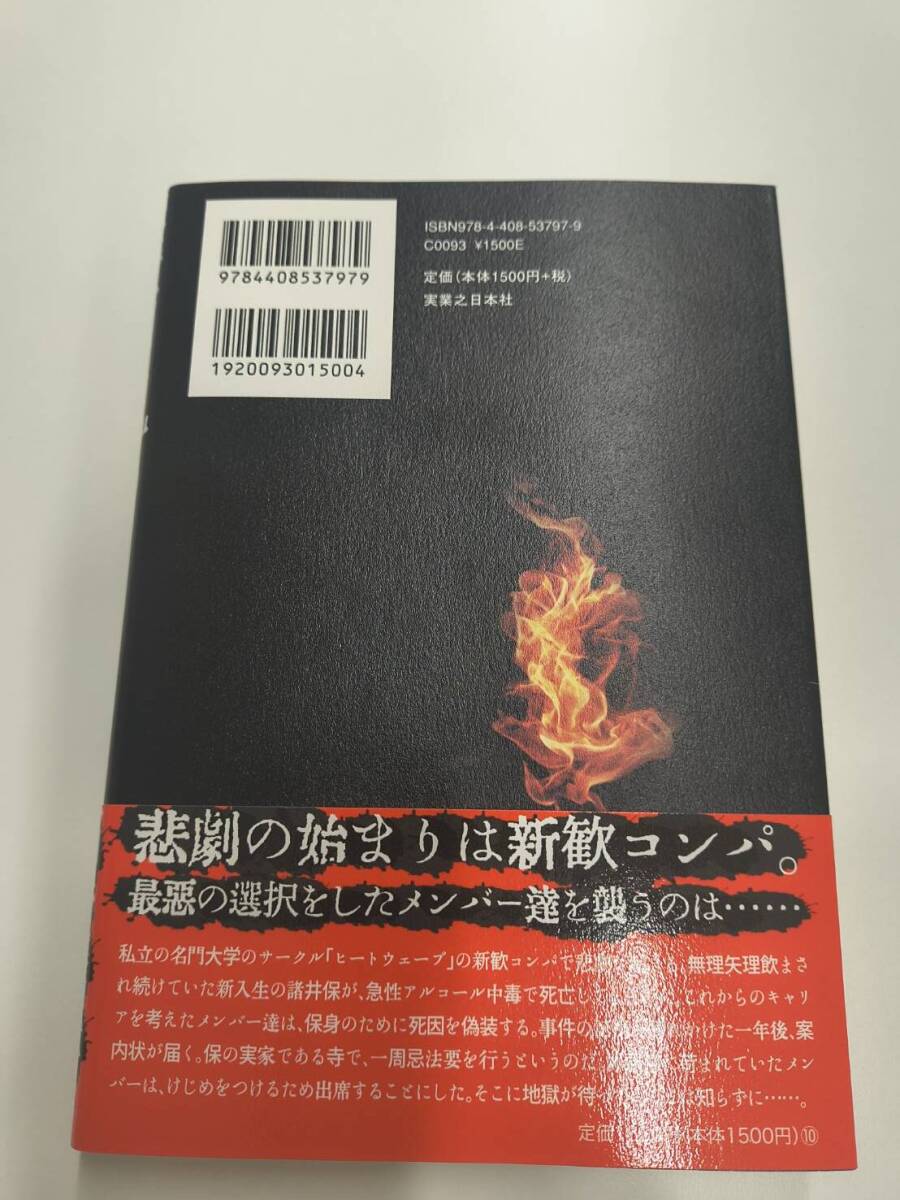 ISBN978-4-408-53797-9
C0093 ¥1500E
定価(本体1500円+税)
実業之日本社
9784408537979
1920093015004
悲劇の始まりは新歓コンパ。
最悪の選択をしたメンバー達を襲うのは……
私立の名門大学のサークル「ヒートウェーブ」の新歓コンパで悲 無理矢理飲まさ
れ続けていた新入生の諸井保が、急性アルコール中毒で死亡し これからのキャリ
アを考えたメンバー達は、保身のために死因を偽装する。事件の かけた一年後、案
内状が届く。保の実家である寺で、一周忌法要を行うというのだ まれていたメン
バーは、けじめをつけるため出席することにした。そこに地獄が待 知らずに……。
定価 (本体1500円)⑩